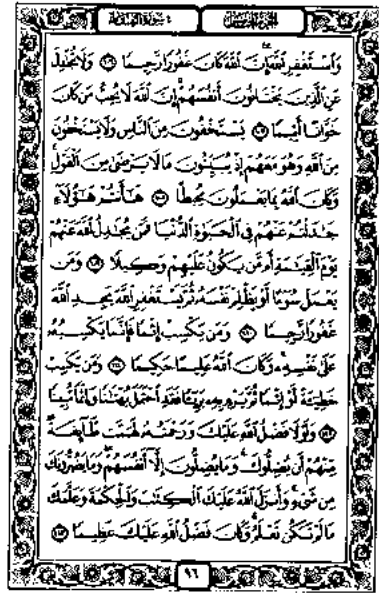 الجزء الخامس ٤ سورة النساء
وَٱسْتَغْفِرِ ٱللَّهَ إِنَّ ٱللَّهَ كَانَ غَفُورًا رَّحِيمًا ١٠٦ وَلَا تُجَٰدِلْ
عَنِ ٱلَّذِينَ يَخْتَانُونَ أَنفُسَهُمْ إِنَّ ٱللَّهَ لَا يُحِبُّ مَن كَانَ
خَوَّانًا أَثِيمًا ١٠٧ يَسْتَخْفُونَ مِنَ ٱلنَّاسِ وَلَا يَسْتَخْفُونَ
مِنَ ٱللَّهِ وَهُوَ مَعَهُمْ إِذْ يُبَيِّتُونَ مَا لَا يَرْضَىٰ مِنَ ٱلْقَوْلِ
وَكَانَ ٱللَّهُ بِمَا يَعْمَلُونَ مُحِيطًا ١٠٨ هَٰٓأَنتُمْ هَٰٓؤُلَآءِ
جَٰدَلْتُمْ عَنْهُمْ فِى ٱلْحَيَوٰةِ ٱلدُّنْيَا فَمَن يُجَٰدِلُ ٱللَّهَ عَنْهُمْ
يَوْمَ ٱلْقِيَٰمَةِ أَم مَّن يَكُونُ عَلَيْهِمْ وَكِيلًا ١٠٩ وَمَن
يَعْمَلْ سُوٓءًا أَوْ يَظْلِمْ نَفْسَهُۥ ثُمَّ يَسْتَغْفِرِ ٱللَّهَ يَجِدِ ٱللَّهَ
غَفُورًا رَّحِيمًا ١١٠ وَمَن يَكْسِبْ إِثْمًا فَإِنَّمَا يَكْسِبُهُۥ
عَلَىٰ نَفْسِهِۦ وَكَانَ ٱللَّهُ عَلِيمًا حَكِيمًا ١١١ وَمَن يَكْسِبْ
خَطِيٓـَٔةً أَوْ إِثْمًا ثُمَّ يَرْمِ بِهِۦ بَرِيٓـًٔا فَقَدِ ٱحْتَمَلَ بُهْتَٰنًا وَإِثْمًا مُّبِينًا
١١٢ وَلَوْلَا فَضْلُ ٱللَّهِ عَلَيْكَ وَرَحْمَتُهُۥ لَهَمَّت طَّآئِفَةٌ
مِّنْهُمْ أَن يُضِلُّوكَ وَمَا يُضِلُّونَ إِلَّآ أَنفُسَهُمْ وَمَا يَضُرُّونَكَ
مِن شَىْءٍ وَأَنزَلَ ٱللَّهُ عَلَيْكَ ٱلْكِتَٰبَ وَٱلْحِكْمَةَ وَعَلَّمَكَ
مَا لَمْ تَكُن تَعْلَمُ وَكَانَ فَضْلُ ٱللَّهِ عَلَيْكَ عَظِيمًا ١١٣
٩٦